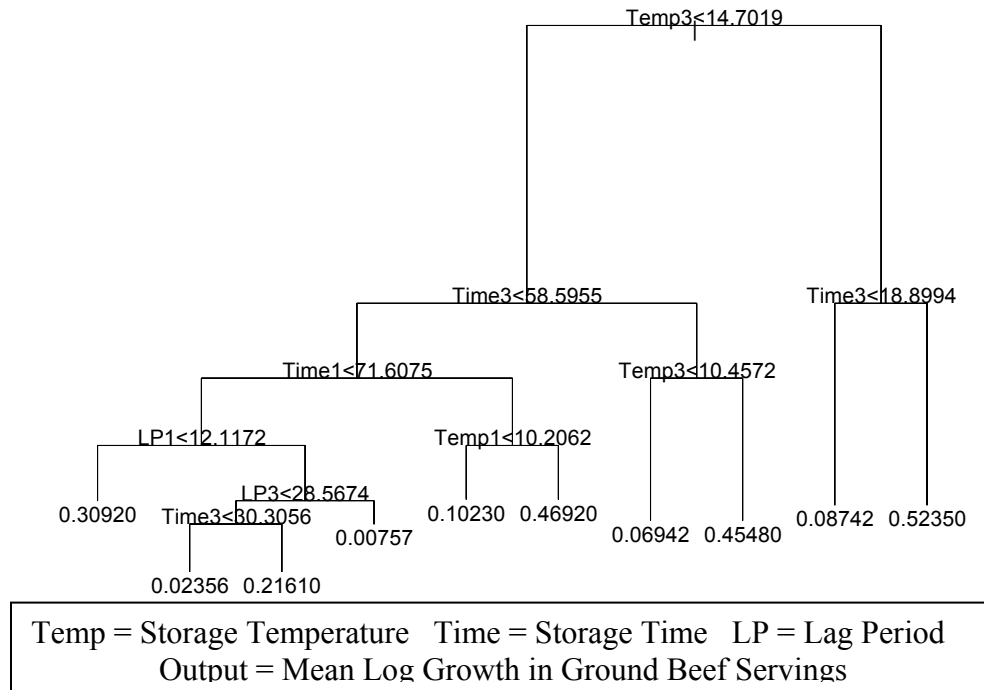 Temp3<14.7019
Time3<58.5955
Time3<18.8994
Time1<71.6075
Temp3<10.4572
LP1<12.1172
Temp1<10.2062
LP3<28.5674
0.30920
Time3<30.3056
0.00757
0.10230
0.46920
0.06942
0.45480
0.08742
0.52350
0.02356
0.21610
Temp = Storage Temperature Time = Storage Time LP = Lag Period
Output = Mean Log Growth in Ground Beef Servings